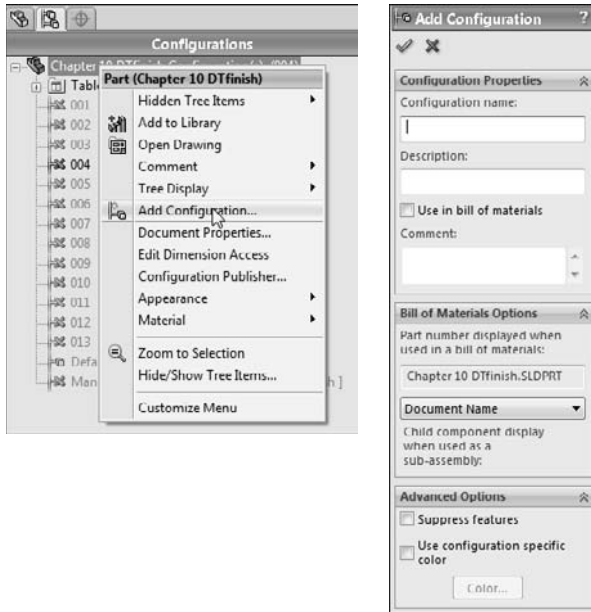 Configurations
Chapter 10 DTfinish Configuration(s) (004)
Part (Chapter 10 DTfinish)
Tabl
001
002
003
004
005
006
007
008
009
010
011
012
013
Defa
Man
h ]
Hidden Tree Items
Add to Library
Open Drawing
Comment
Tree Display
Add Configuration...
Document Properties...
Edit Dimension Access
Configuration Publisher...
Appearance
Material
Zoom to Selection
Hide/Show Tree Items...
Customize Menu
Add Configuration ?
Configuration Properties
Configuration name:
Description:
Use in bill of materials
Comment:
Bill of Materials Options
Part number displayed when
used in a bill of materials:
Chapter 10 DTfinish.SLDPRT
Document Name
Child component display
when used as a
sub-assembly:
Advanced Options
Suppress features
Use configuration specific
color
Color...